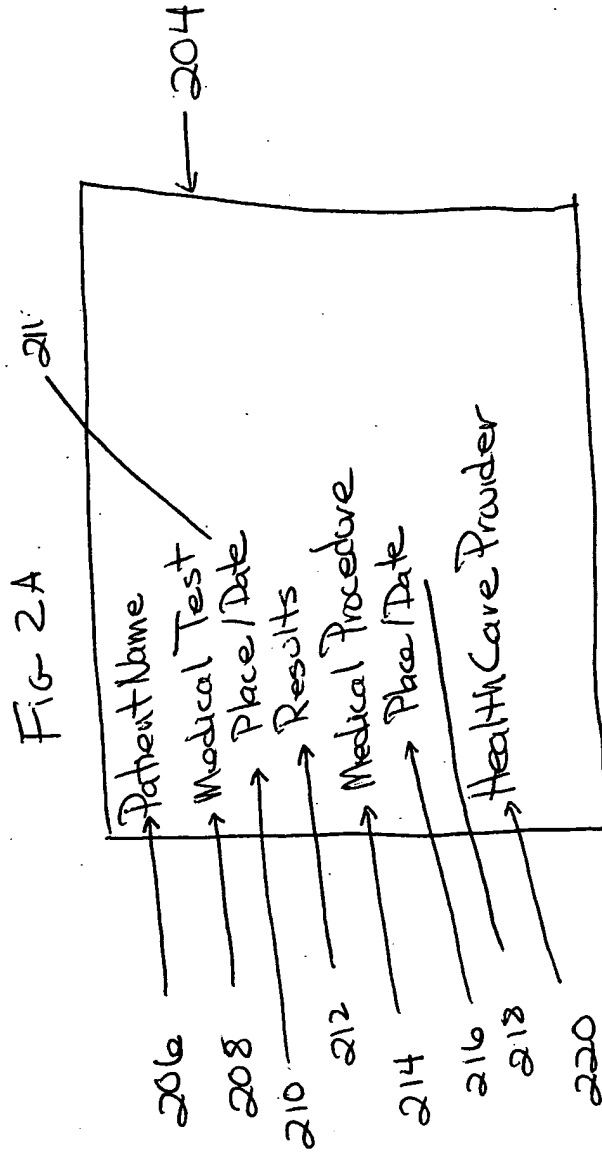 FIG 2A
211
204
206 Patient Name
208 Medical Test
210 Place/Date
212 Results
214 Medical Procedure
216 Place/Date
218
220 Health Care Provider